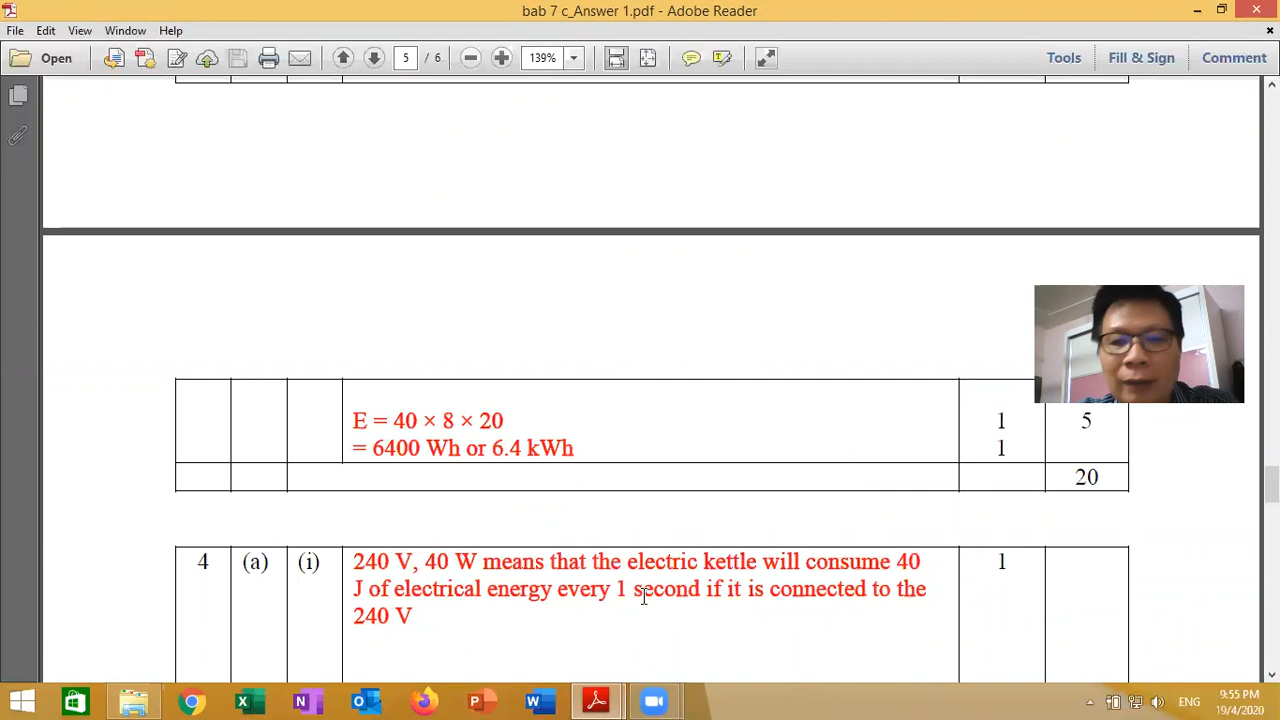 bab 7 c_Answer 1.pdf - Adobe Reader
File Edit View Window Help
Open 5 / 6 139% Tools Fill & Sign Comment
E = 40 × 8 × 20 1 5
= 6400 Wh or 6.4 kWh 1
20
4 (a) (i) 240 V, 40 W means that the electric kettle will consume 40 1
J of electrical energy every 1 second if it is connected to the
240 V
ENG 9:55 PM
19/4/2020